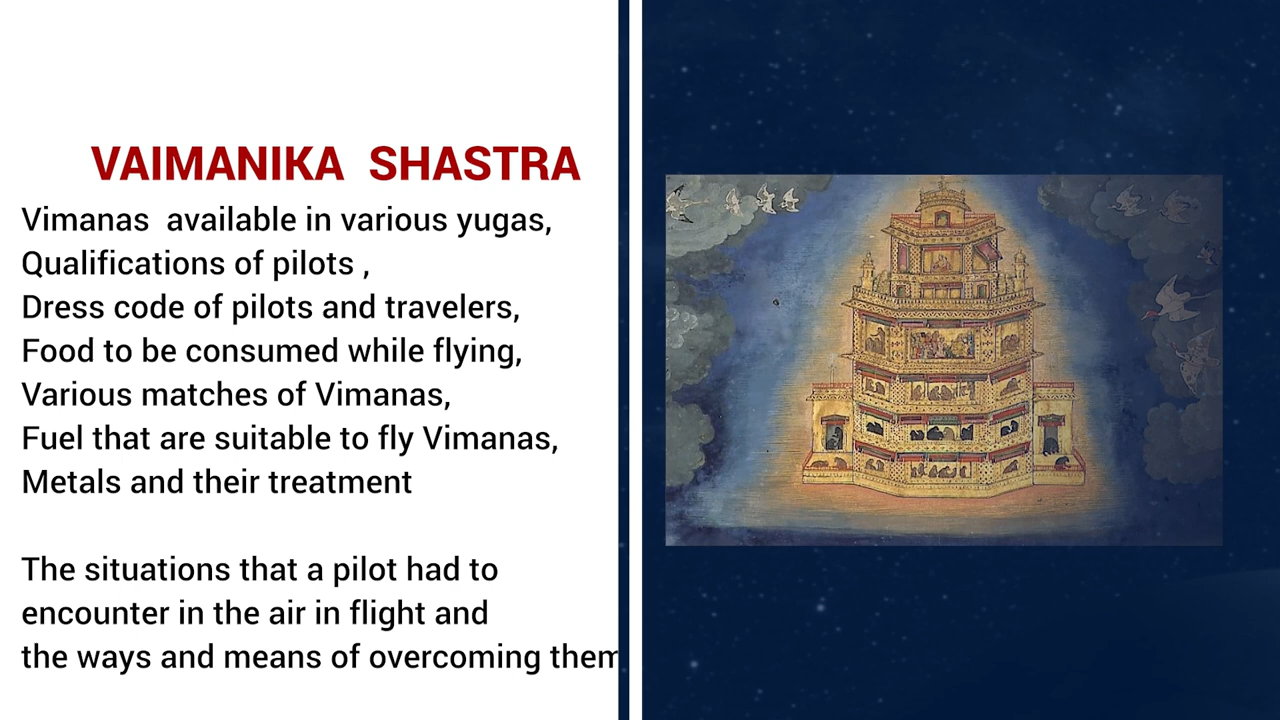 VAIMANIKA SHASTRA
Vimanas available in various yugas,
Qualifications of pilots ,
Dress code of pilots and travelers,
Food to be consumed while flying,
Various matches of Vimanas,
Fuel that are suitable to fly Vimanas,
Metals and their treatment
The situations that a pilot had to
encounter in the air in flight and
the ways and means of overcoming them